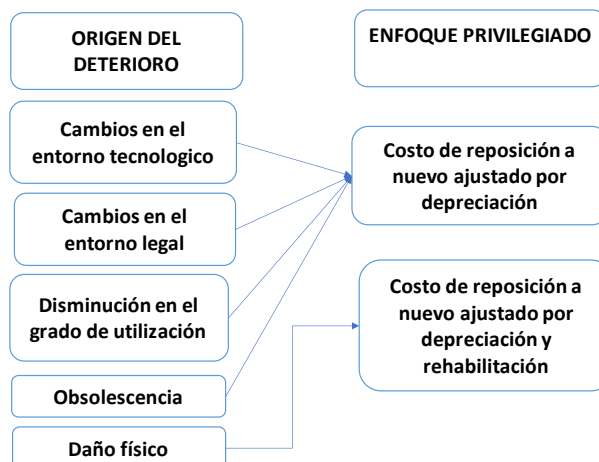 ORIGEN DEL
DETERIORO
ENFOQUE PRIVILEGIADO
Cambios en el
entorno tecnologico
Cambios en el
entorno legal
Disminución en el
grado de utilización
Obsolescencia
Daño físico
Costo de reposición a
nuevo ajustado por
depreciación
Costo de reposición a
nuevo ajustado por
depreciación y
rehabilitación